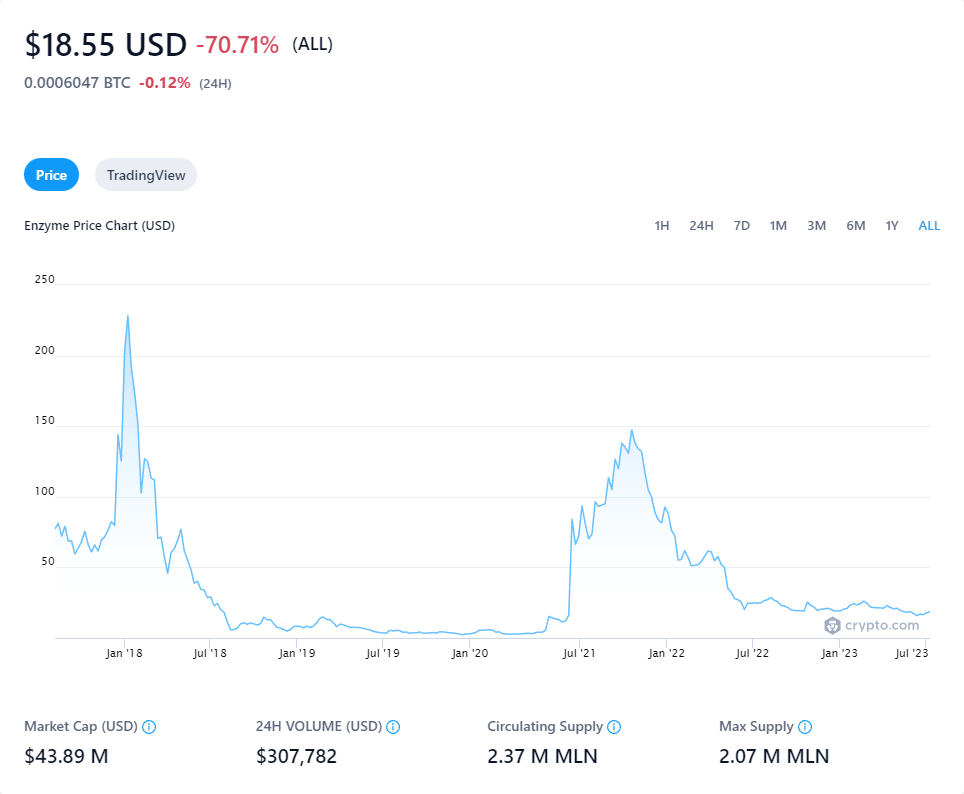 $18.55 USD -70.71% (ALL)
0.0006047 BTC -0.12% (24H)
Price TradingView
Enzyme Price Chart (USD) 1H 24H 7D 1M 3M 6M 1Y ALL
250
200
150
100
50
crypto.com
Jan '18 Jul '18 Jan '19 Jul '19 Jan '20 Jul '21 Jan '22 Jul '22 Jan '23 Jul '23
Market Cap (USD) 24H VOLUME (USD) Circulating Supply Max Supply
$43.89 M $307,782 2.37 M MLN 2.07 M MLN